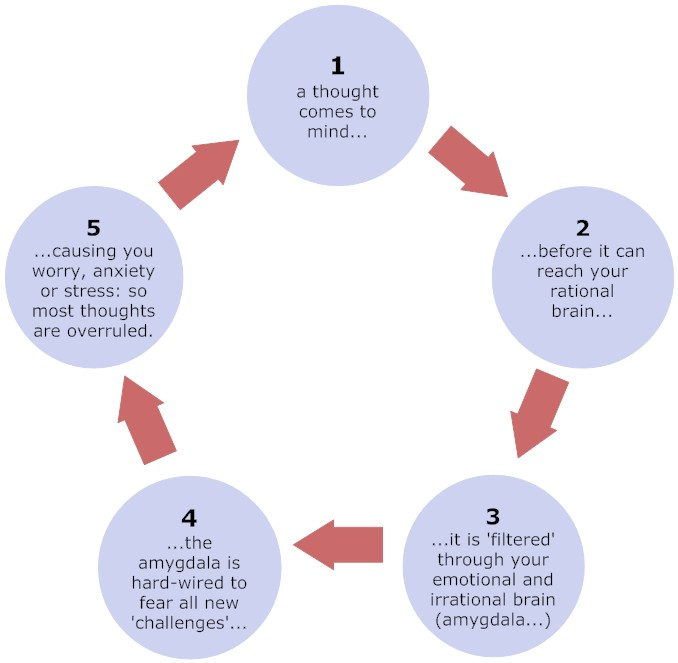 1
a thought
comes to
mind...
2
...before it can
reach your
rational
brain...
3
...it is 'filtered'
through your
emotional and
irrational brain
(amygdala...)
4
...the
amygdala is
hard-wired to
fear all new
'challenges'...
5
...causing you
worry, anxiety
or stress: so
most thoughts
are overruled.